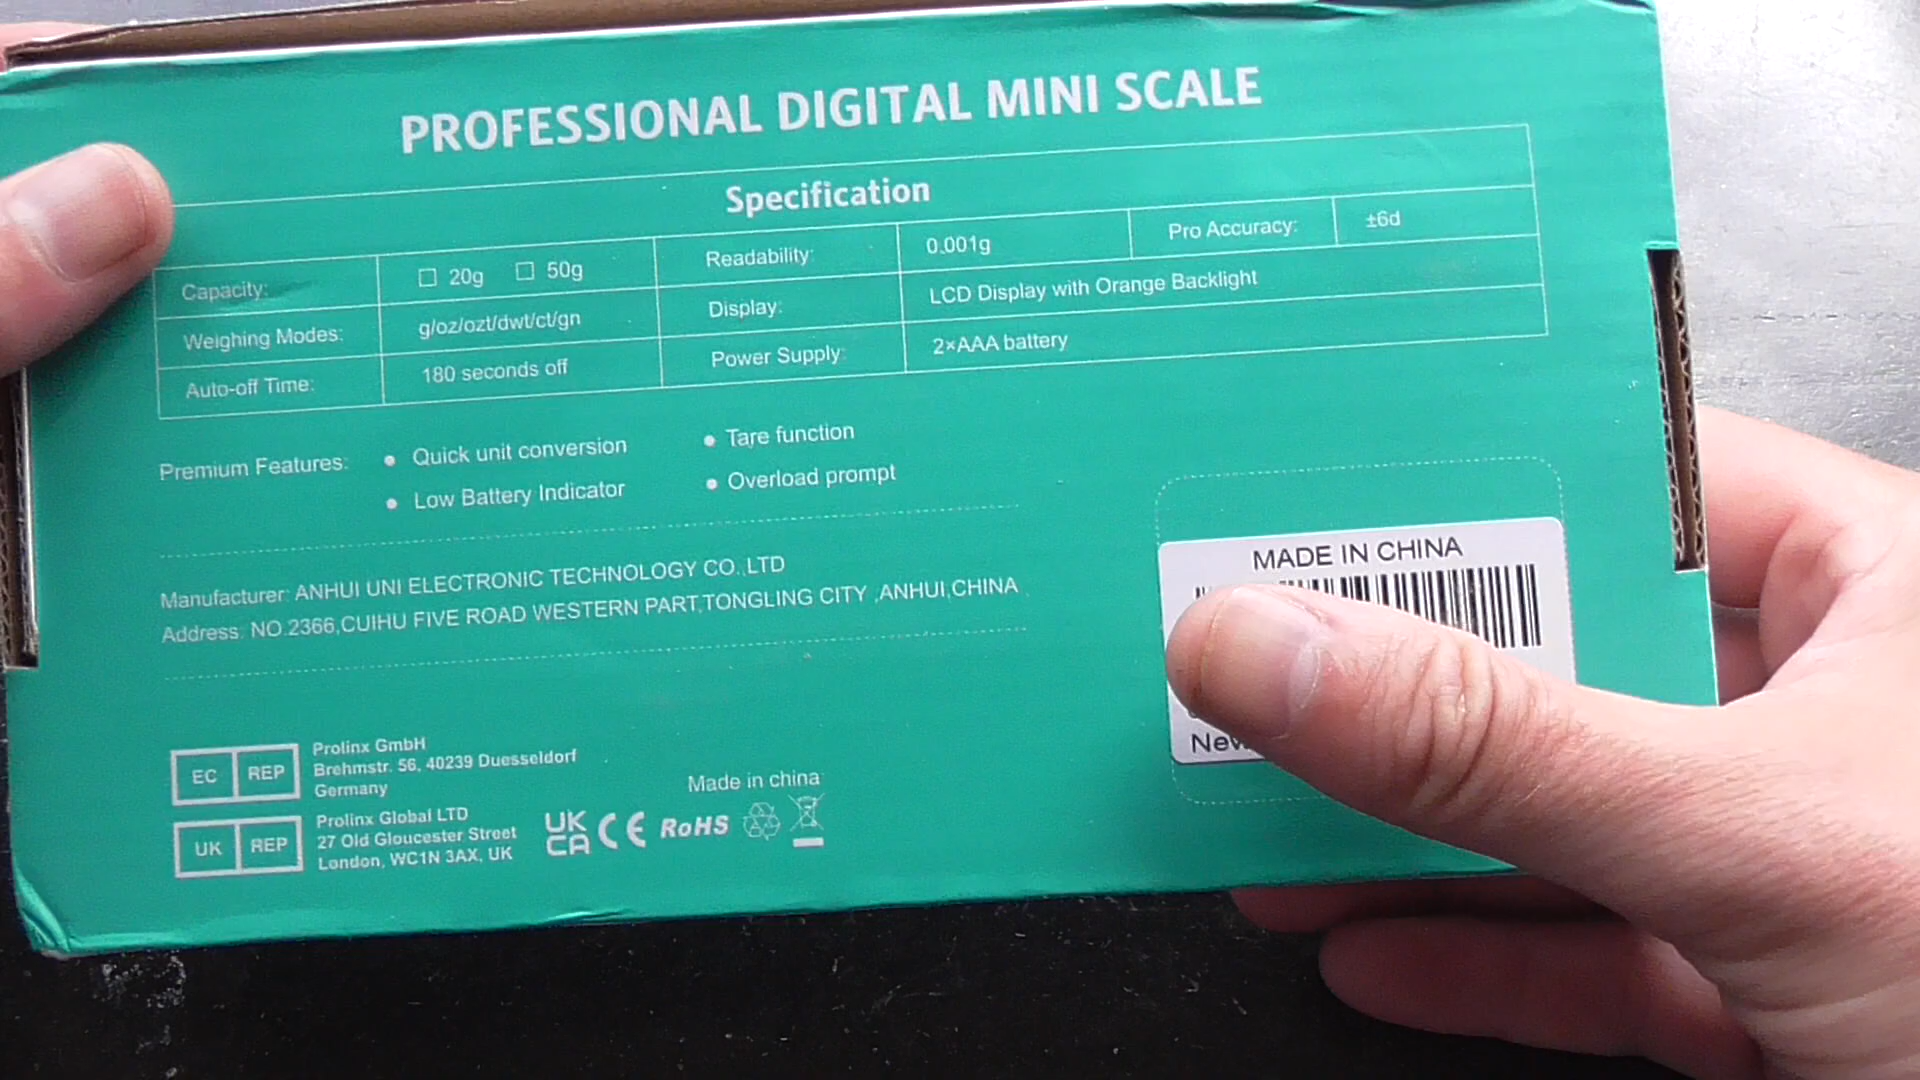 PROFESSIONAL DIGITAL MINI SCALE
Specification
Capacity: ☐ 20g ☐ 50g Readability: 0.001g Pro Accuracy: ±6d
Weighing Modes: g/oz/ozt/dwt/ct/gn Display: LCD Display with Orange Backlight
Auto-off Time: 180 seconds off Power Supply: 2×AAA battery
Premium Features: • Quick unit conversion • Tare function
• Low Battery Indicator • Overload prompt
Manufacturer: ANHUI UNI ELECTRONIC TECHNOLOGY CO.,LTD
Address: NO.2366,CUIHU FIVE ROAD WESTERN PART,TONGLING CITY ,ANHUI,CHINA
MADE IN CHINA
New
EC REP
Prolinx GmbH
Brehmstr. 56, 40239 Duesseldorf
Germany
UK REP
Prolinx Global LTD
27 Old Gloucester Street
London, WC1N 3AX, UK
Made in china
UK
CA CE RoHS